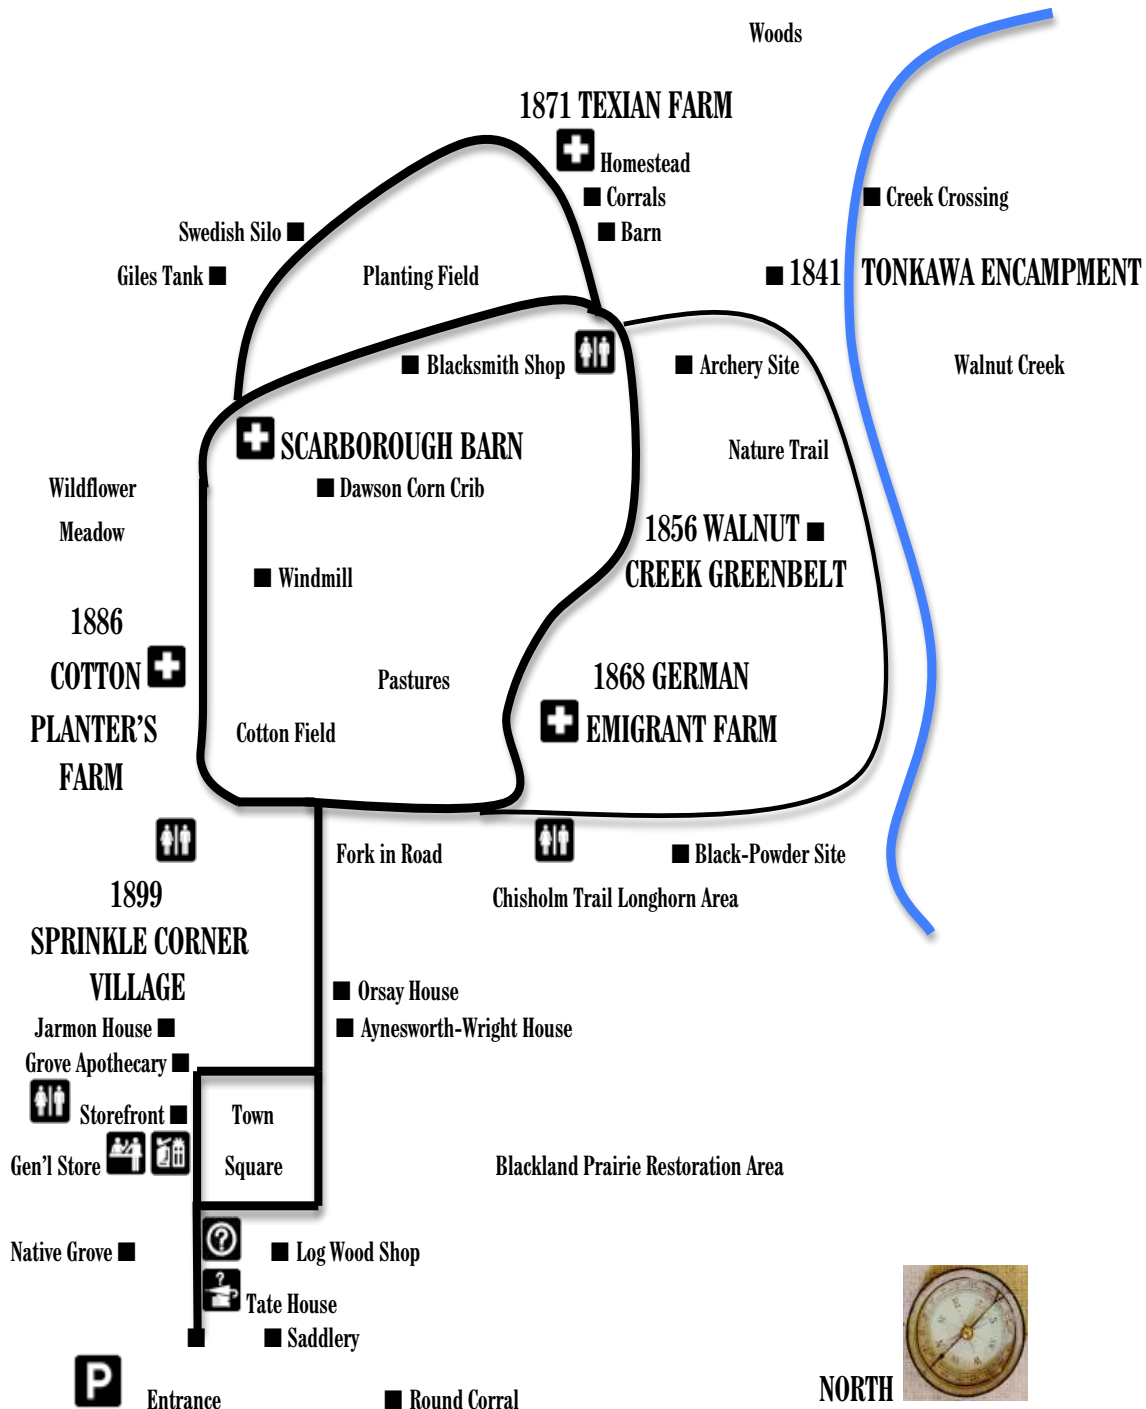 Woods
1871 TEXIAN FARM
Homestead
Corrals
Creek Crossing
Swedish Silo
Barn
Giles Tank
Planting Field
1841 TONKAWA ENCAMPMENT
Blacksmith Shop
Archery Site
Walnut Creek
SCARBOROUGH BARN
Nature Trail
Wildflower
Meadow
Dawson Corn Crib
1856 WALNUT
CREEK GREENBELT
Windmill
1886
COTTON
PLANTER'S
FARM
Pastures
1868 GERMAN
EMIGRANT FARM
Cotton Field
Fork in Road
Black-Powder Site
Chisholm Trail Longhorn Area
1899
SPRINKLE CORNER
VILLAGE
Orsay House
Jarmon House
Aynesworth-Wright House
Grove Apothecary
Storefront
Town
Square
Gen'l Store
Blackland Prairie Restoration Area
?
Native Grove
Log Wood Shop
?
Tate House
Saddlery
P
Entrance
Round Corral
NORTH